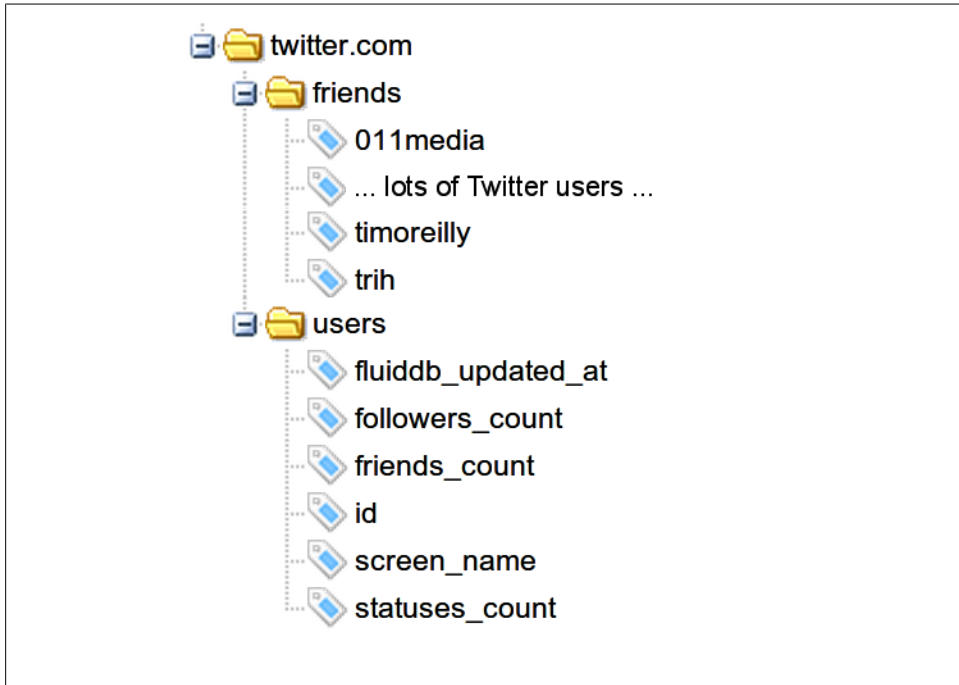 twitter.com
friends
011media
... lots of Twitter users ...
timoreilly
trih
users
fluiddb_updated_at
followers_count
friends_count
id
screen_name
statuses_count